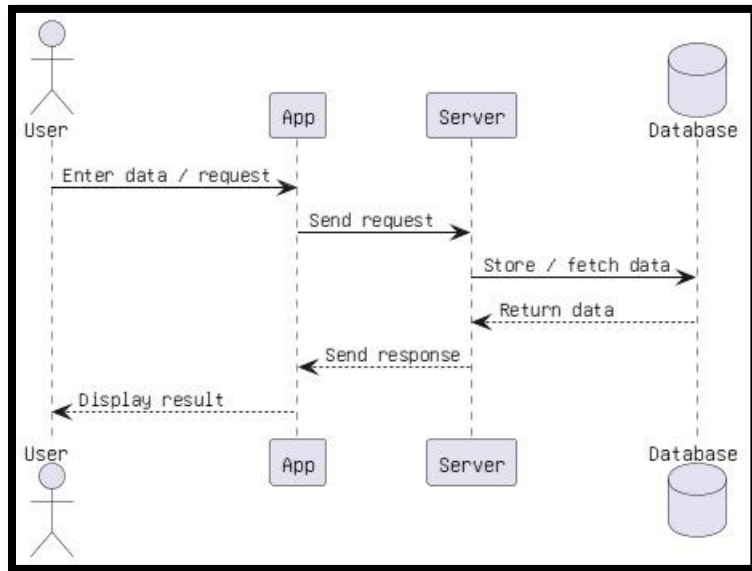 User
App
Server
Database
Enter data / request
Send request
Store / fetch data
Return data
Send response
Display result
User
App
Server
Database